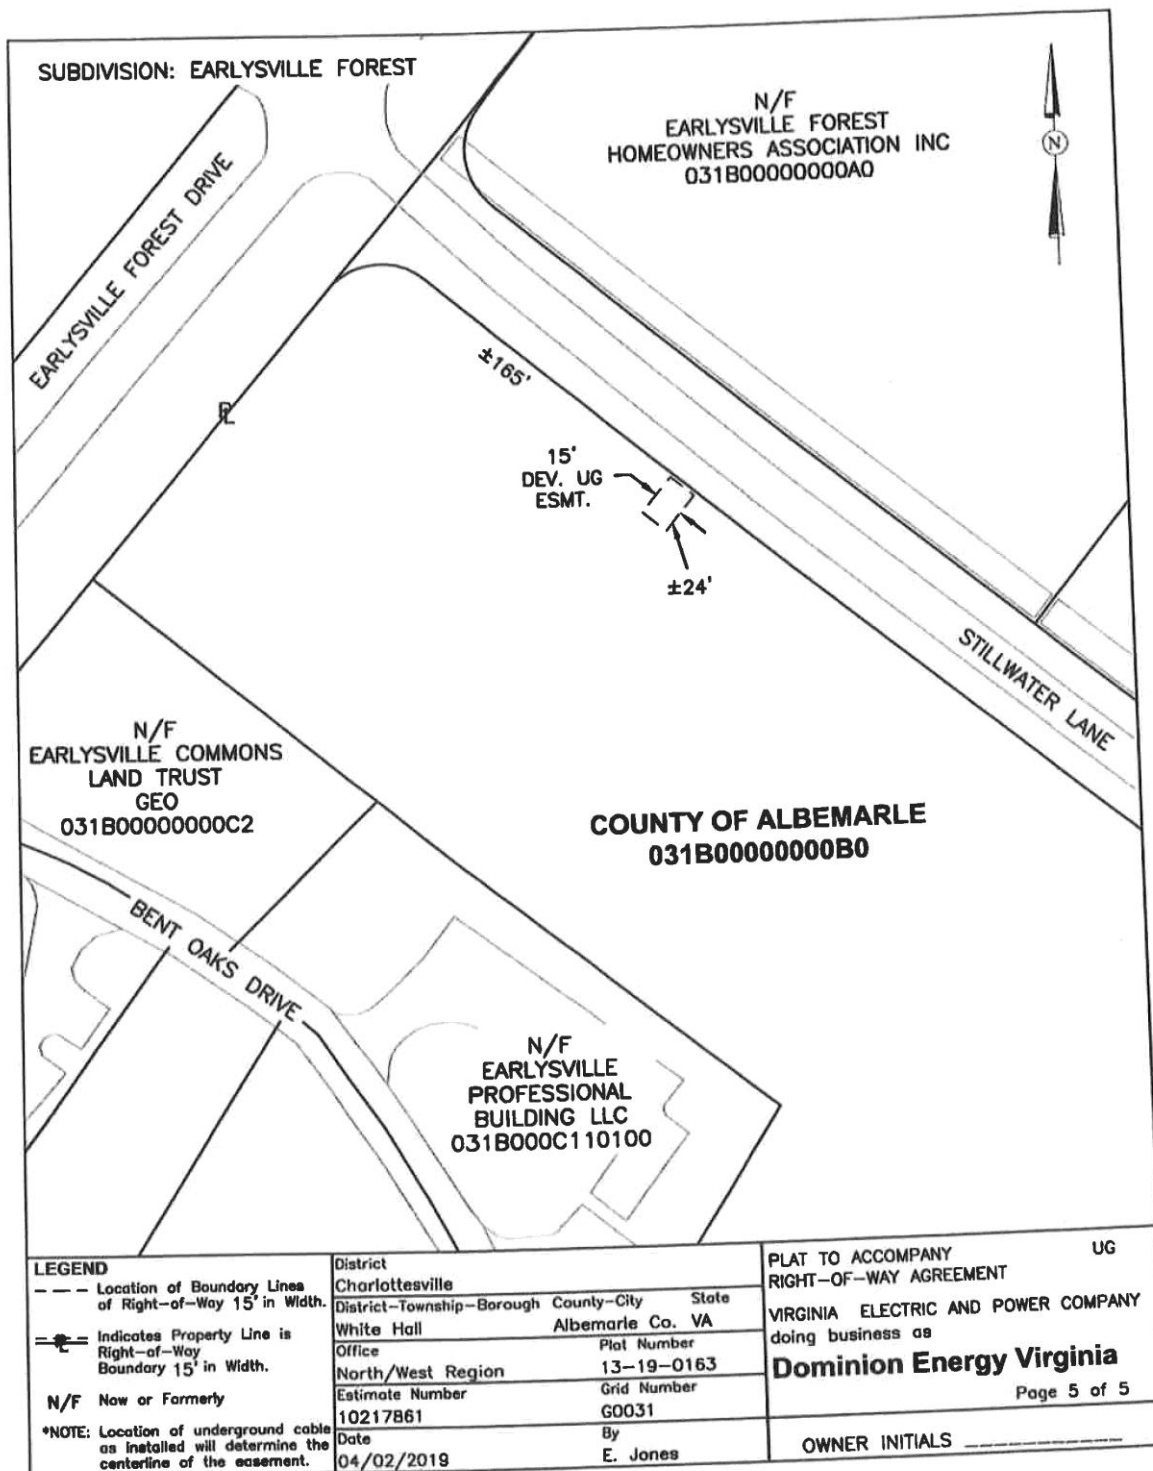 SUBDIVISION: EARLYSVILLE FOREST
N/F
EARLYSVILLE FOREST
HOMEOWNERS ASSOCIATION INC
031B00000000A0
N
EARLYSVILLE FOREST DRIVE
±165'
15'
DEV. UG
ESMT.
±24'
STILLWATER LANE
N/F
EARLYSVILLE COMMONS
LAND TRUST
GEO
031B00000000C2
COUNTY OF ALBEMARLE
031B00000000B0
BENT OAKS DRIVE
N/F
EARLYSVILLE
PROFESSIONAL
BUILDING LLC
031B000C110100
LEGEND
Location of Boundary Lines
of Right-of-Way 15' in Width.
Indicates Property Line is
Right-of-Way
Boundary 15' in Width.
N/F Now or Formerly
*NOTE: Location of underground cable
as installed will determine the
centerline of the easement.
District
Charlottesville
District-Township-Borough County-City State
White Hall Albemarle Co. VA
Office Plat Number
North/West Region 13-19-0163
Estimate Number Grid Number
10217861 G0031
Date By
04/02/2019 E. Jones
PLAT TO ACCOMPANY UG
RIGHT-OF-WAY AGREEMENT
VIRGINIA ELECTRIC AND POWER COMPANY
doing business as
Dominion Energy Virginia
Page 5 of 5
OWNER INITIALS